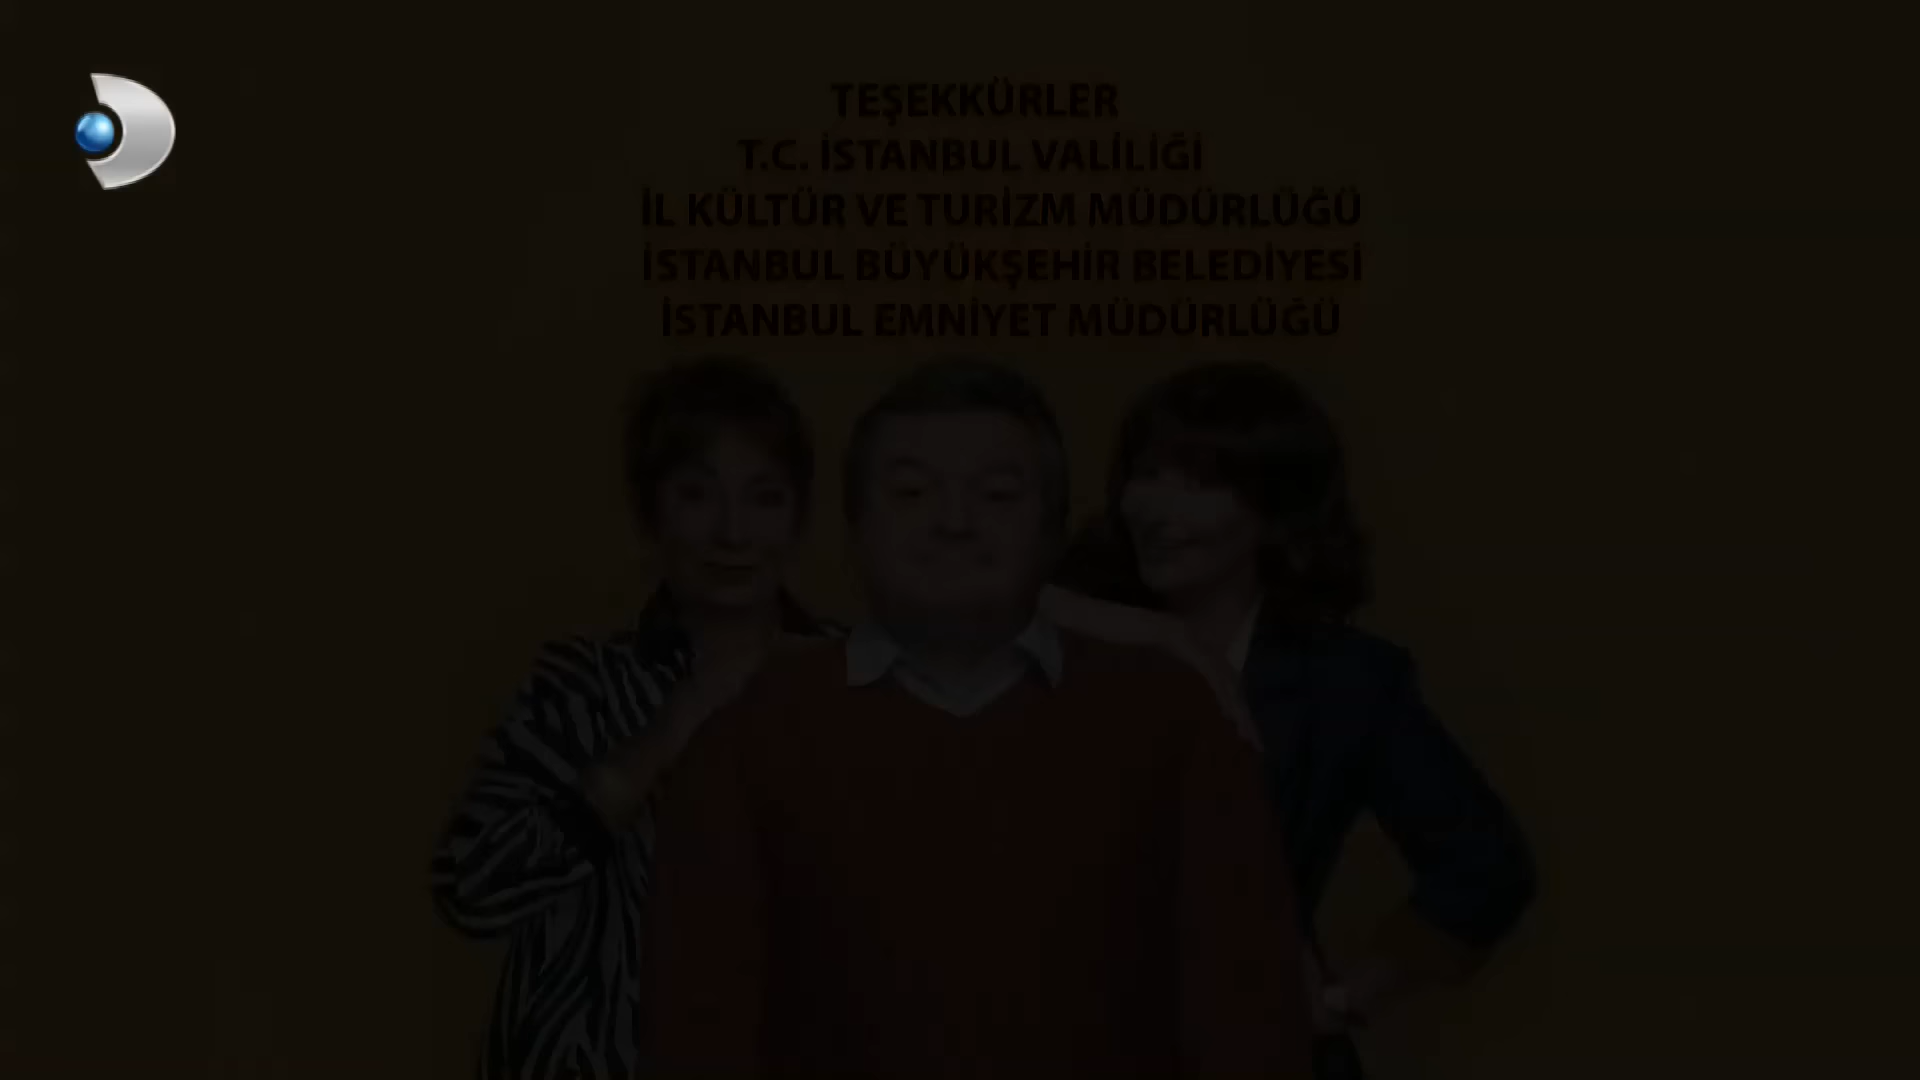 TEŞEKKÜRLER
T.C. İSTANBUL VALİLİĞİ
İL KÜLTÜR VE TURİZM MÜDÜRLÜĞÜ
İSTANBUL BÜYÜKŞEHİR BELEDİYESİ
İSTANBUL EMNİYET MÜDÜRLÜĞÜ